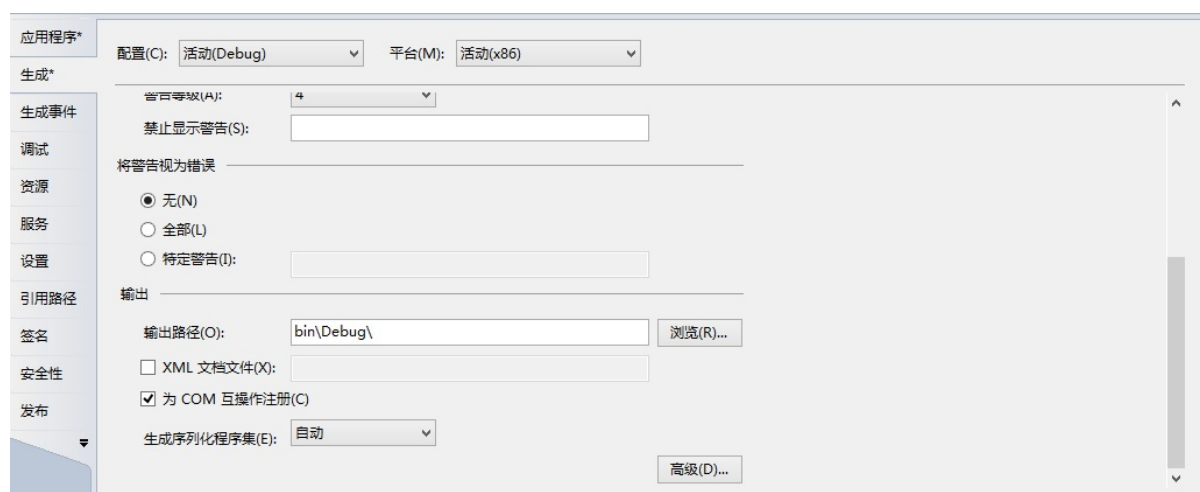 应用程序*
生成*
生成事件
调试
资源
服务
设置
引用路径
签名
安全性
发布
配置(C): 活动(Debug) 平台(M): 活动(x86)
警告等级(A): 4
禁止显示警告(S):
将警告视为错误
无(N)
全部(L)
特定警告(I):
输出
输出路径(O): bin\Debug\ 浏览(R)...
XML 文档文件(X):
为 COM 互操作注册(C)
生成序列化程序集(E): 自动
高级(D)...